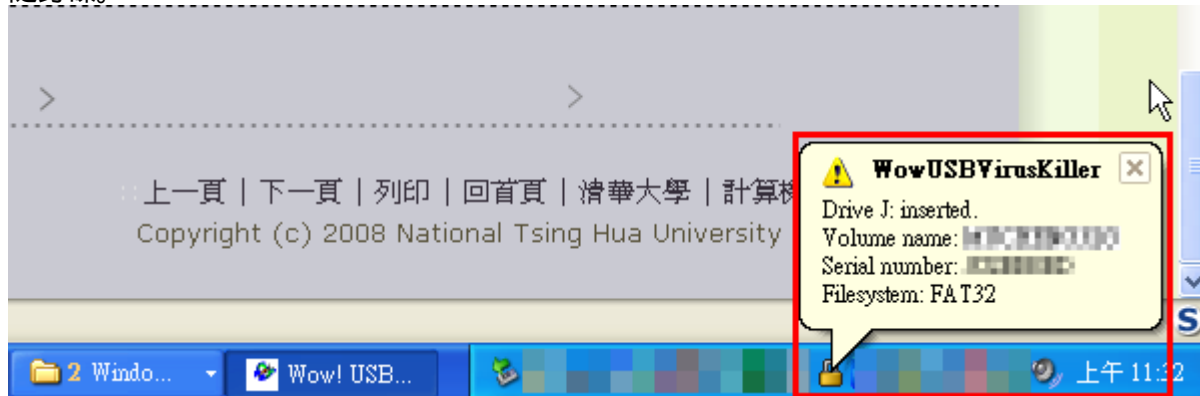 >
>
上一頁 | 下一頁 | 列印 | 回首頁 | 清華大學 | 計算
Copyright (c) 2008 National Tsing Hua University
WowUSBVirusKiller
Drive J: inserted.
Volume name:
Serial number:
Filesystem: FAT32
S
2 Windo...
Wow! USB...
上午 11:32